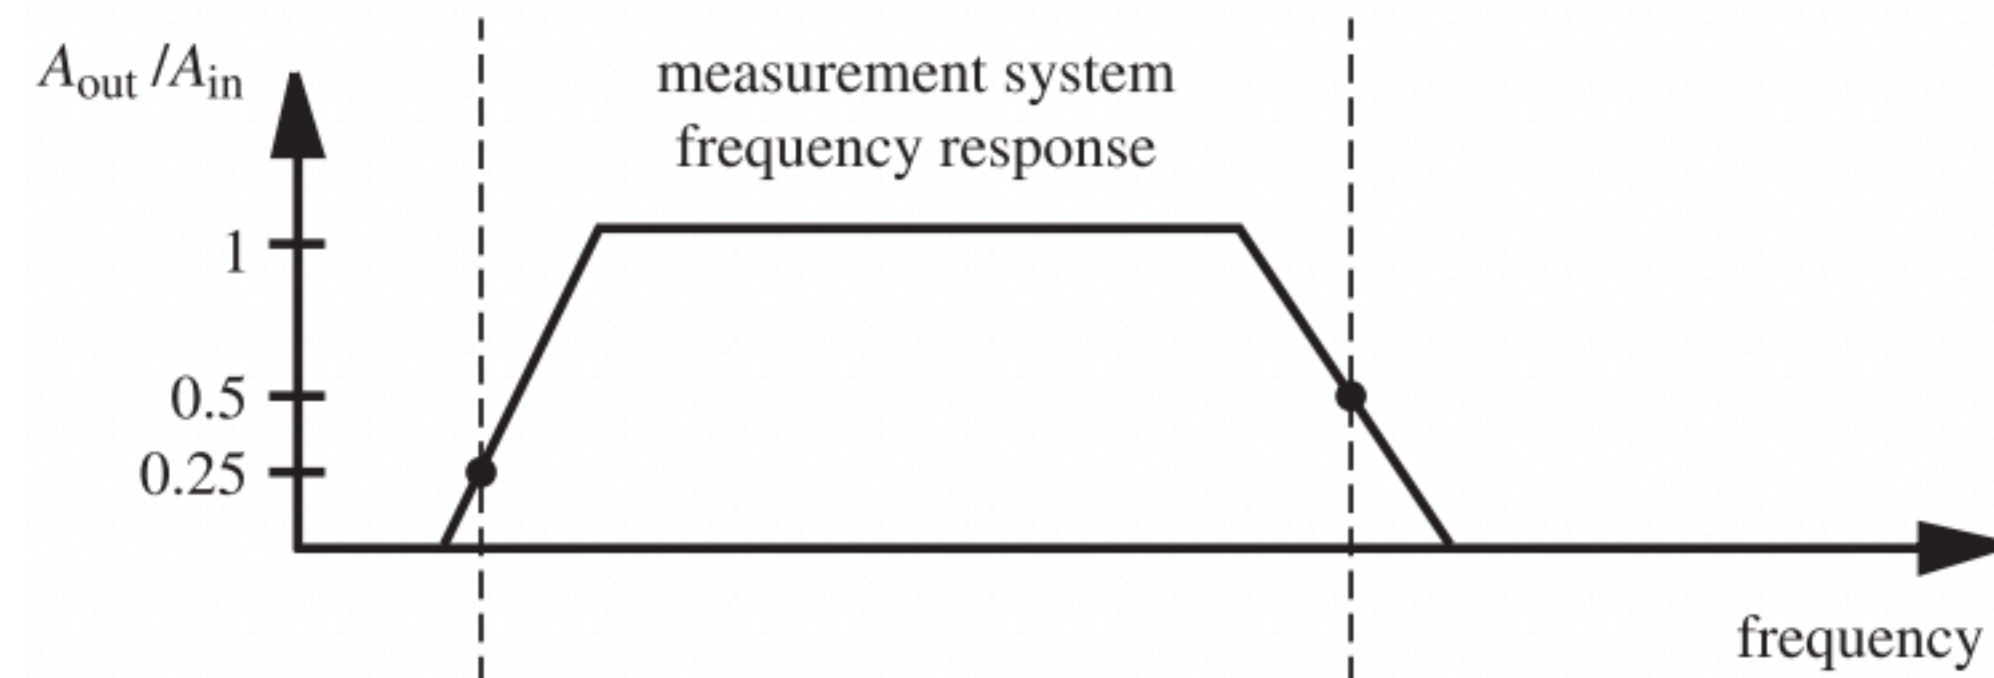 A_out /A_in
measurement system
frequency response
1
0.5
0.25
frequency